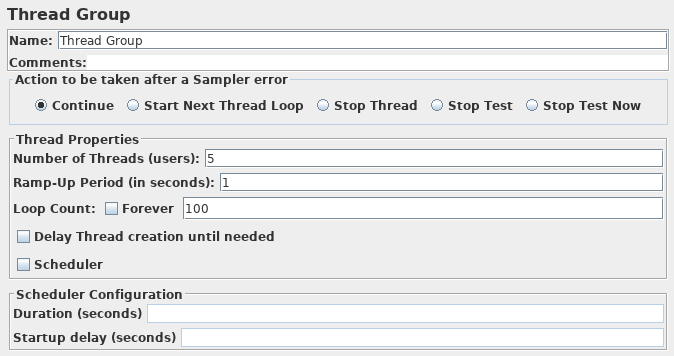 Thread Group
Name: Thread Group
Comments:
Action to be taken after a Sampler error
Continue Start Next Thread Loop Stop Thread Stop Test Stop Test Now
Thread Properties
Number of Threads (users): 5
Ramp-Up Period (in seconds): 1
Loop Count: Forever 100
Delay Thread creation until needed
Scheduler
Scheduler Configuration
Duration (seconds)
Startup delay (seconds)